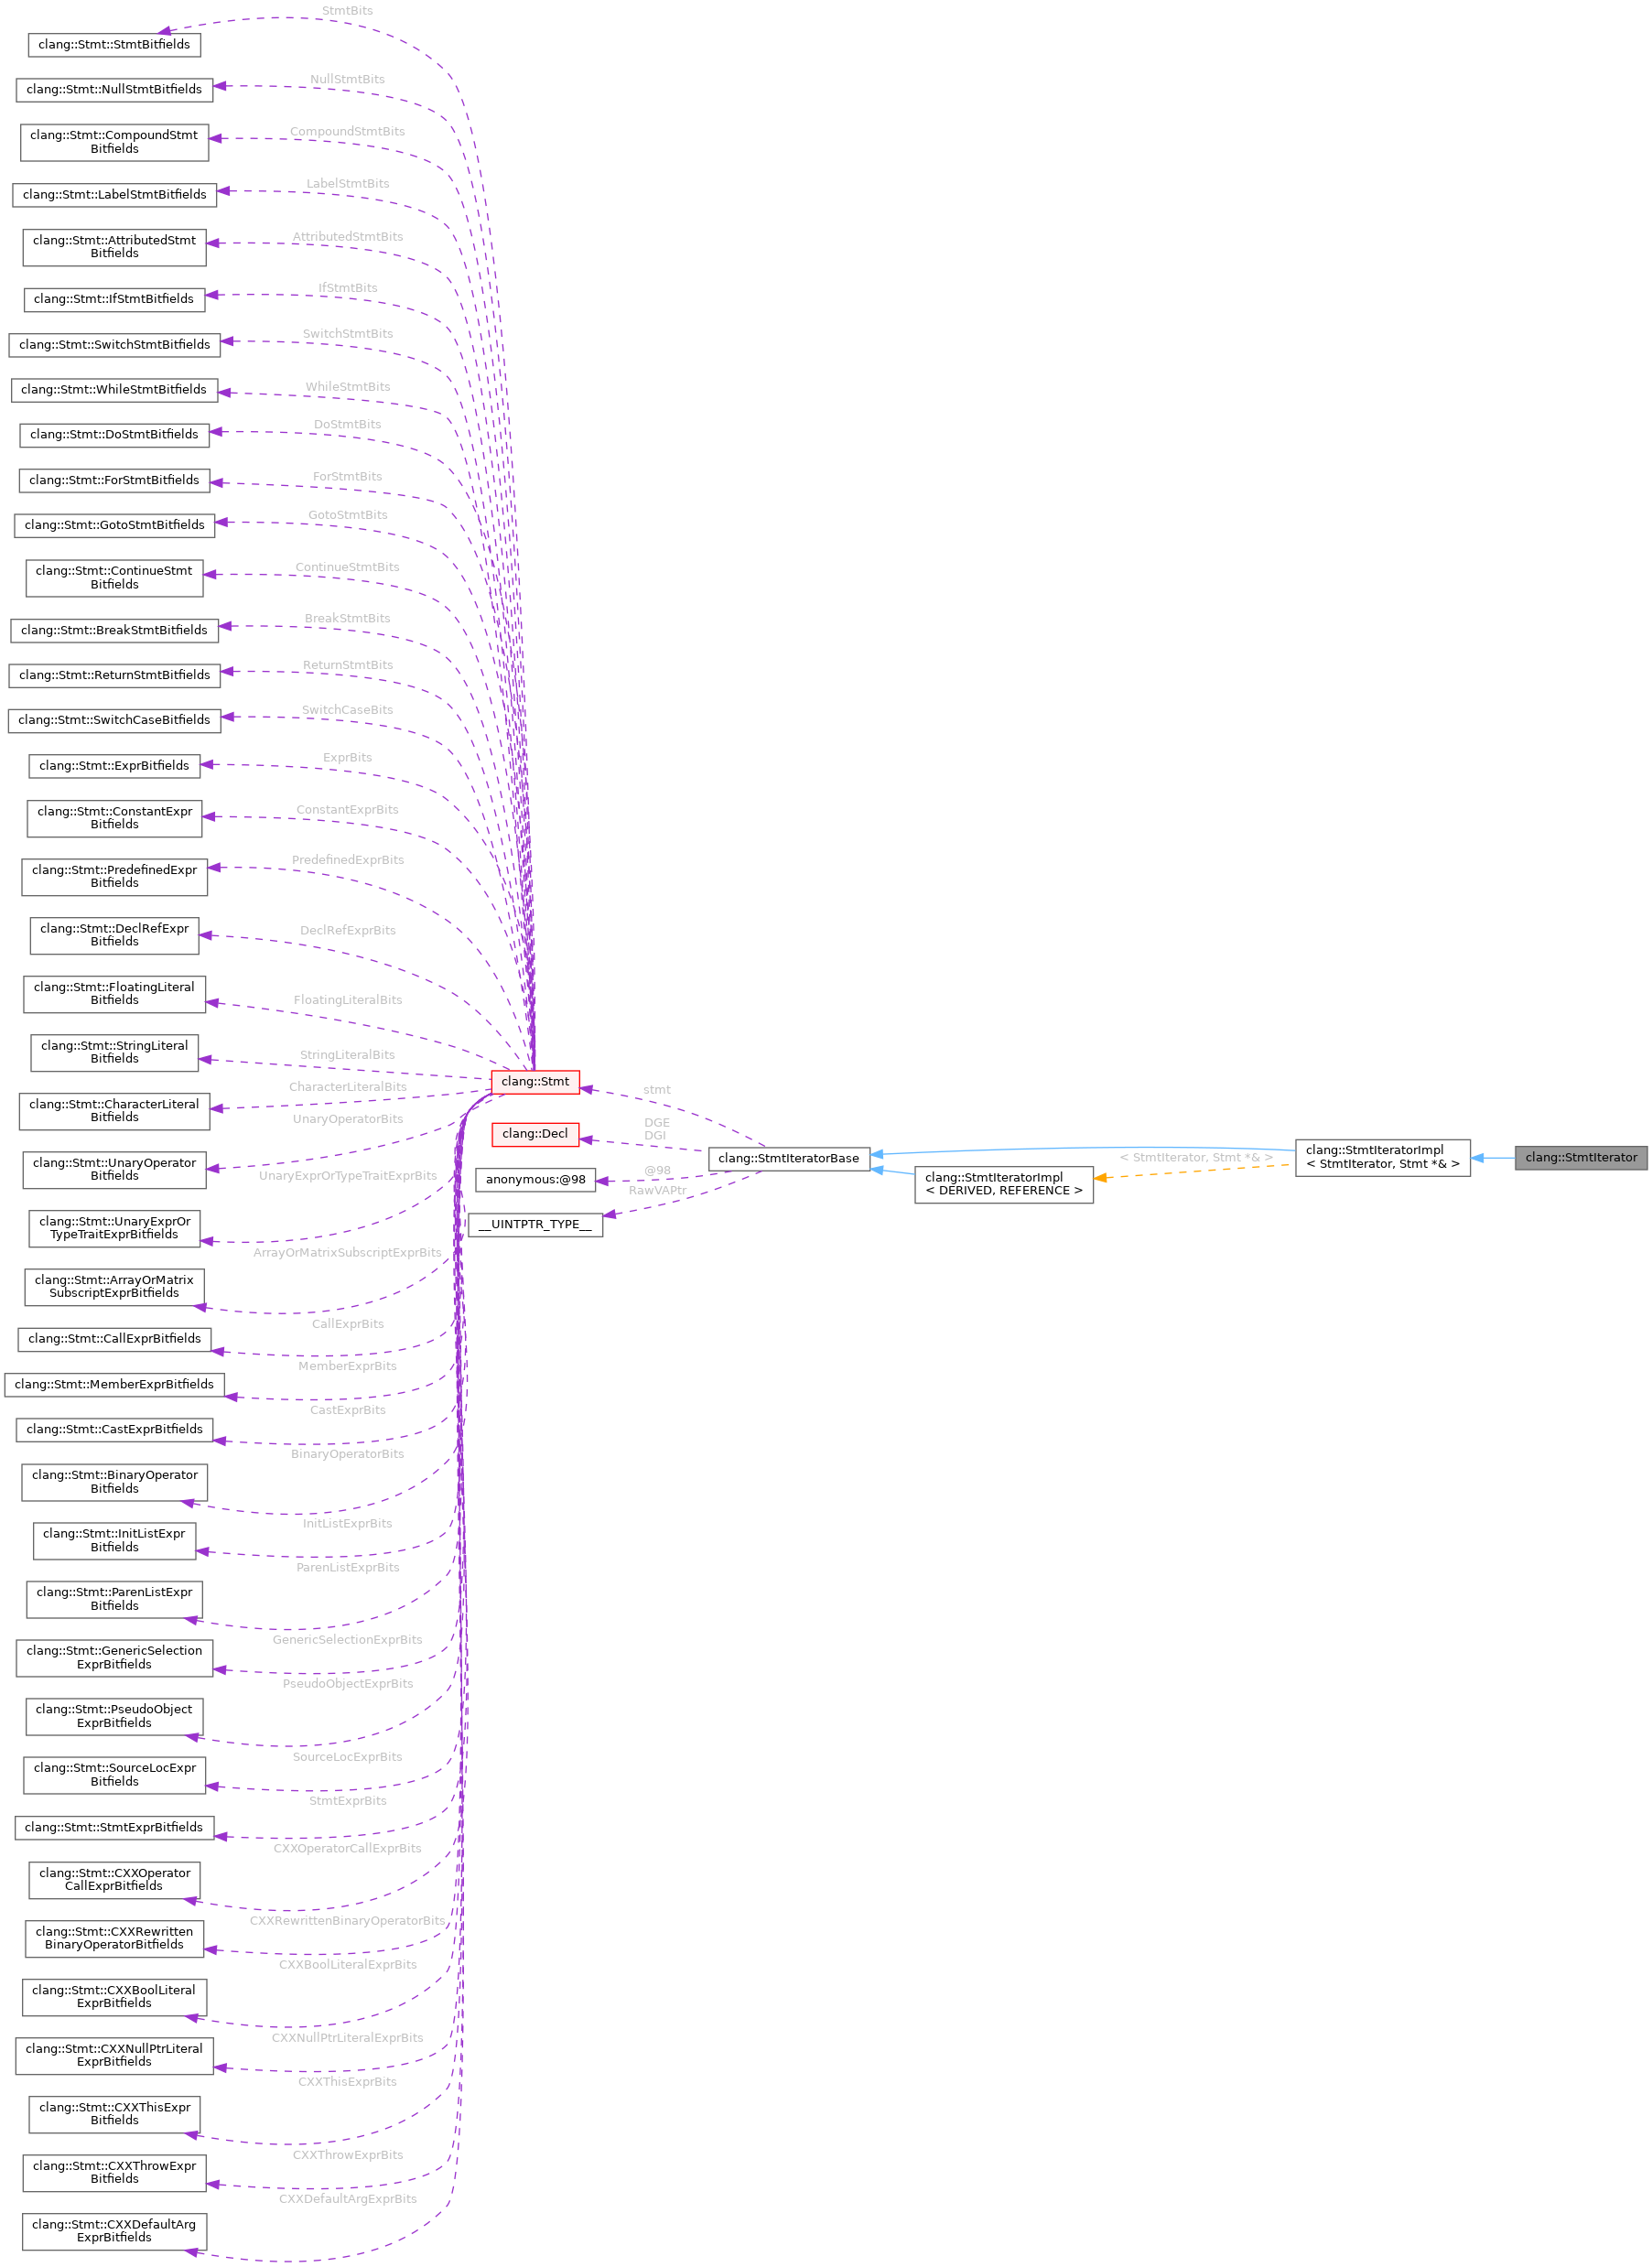 StmtBits
clang::Stmt::StmtBitfields
NullStmtBits
clang::Stmt::NullStmtBitfields
CompoundStmtBits
clang::Stmt::CompoundStmt
Bitfields
LabelStmtBits
clang::Stmt::LabelStmtBitfields
AttributedStmtBits
clang::Stmt::AttributedStmt
Bitfields
IfStmtBits
clang::Stmt::IfStmtBitfields
SwitchStmtBits
clang::Stmt::SwitchStmtBitfields
WhileStmtBits
clang::Stmt::WhileStmtBitfields
DoStmtBits
clang::Stmt::DoStmtBitfields
ForStmtBits
clang::Stmt::ForStmtBitfields
GotoStmtBits
clang::Stmt::GotoStmtBitfields
ContinueStmtBits
clang::Stmt::ContinueStmt
Bitfields
BreakStmtBits
clang::Stmt::BreakStmtBitfields
ReturnStmtBits
clang::Stmt::ReturnStmtBitfields
SwitchCaseBits
clang::Stmt::SwitchCaseBitfields
ExprBits
clang::Stmt::ExprBitfields
ConstantExprBits
clang::Stmt::ConstantExpr
Bitfields
PredefinedExprBits
clang::Stmt::PredefinedExpr
Bitfields
DeclRefExprBits
clang::Stmt::DeclRefExpr
Bitfields
FloatingLiteralBits
clang::Stmt::FloatingLiteral
Bitfields
StringLiteralBits
clang::Stmt::StringLiteral
Bitfields
CharacterLiteralBits
clang::Stmt::CharacterLiteral
Bitfields
UnaryOperatorBits
clang::Stmt::UnaryOperator
Bitfields
UnaryExprOrTypeTraitExprBits
clang::Stmt::UnaryExprOr
TypeTraitExprBitfields
ArrayOrMatrixSubscriptExprBits
clang::Stmt::ArrayOrMatrix
SubscriptExprBitfields
CallExprBits
clang::Stmt::CallExprBitfields
MemberExprBits
clang::Stmt::MemberExprBitfields
CastExprBits
clang::Stmt::CastExprBitfields
BinaryOperatorBits
clang::Stmt::BinaryOperator
Bitfields
InitListExprBits
clang::Stmt::InitListExpr
Bitfields
ParenListExprBits
clang::Stmt::ParenListExpr
Bitfields
GenericSelectionExprBits
clang::Stmt::GenericSelection
ExprBitfields
PseudoObjectExprBits
clang::Stmt::PseudoObject
ExprBitfields
SourceLocExprBits
clang::Stmt::SourceLocExpr
Bitfields
StmtExprBits
clang::Stmt::StmtExprBitfields
CXXOperatorCallExprBits
clang::Stmt::CXXOperator
CallExprBitfields
CXXRewrittenBinaryOperatorBits
clang::Stmt::CXXRewritten
BinaryOperatorBitfields
CXXBoolLiteralExprBits
clang::Stmt::CXXBoolLiteral
ExprBitfields
CXXNullPtrLiteralExprBits
clang::Stmt::CXXNullPtrLiteral
ExprBitfields
CXXThisExprBits
clang::Stmt::CXXThisExpr
Bitfields
CXXThrowExprBits
clang::Stmt::CXXThrowExpr
Bitfields
CXXDefaultArgExprBits
clang::Stmt::CXXDefaultArg
ExprBitfields
clang::Stmt
clang::Decl
anonymous:@98
__UINTPTR_TYPE__
stmt
DGE
DGI
@98
RawVAPtr
clang::StmtIteratorBase
clang::StmtIteratorImpl
< DERIVED, REFERENCE >
< StmtIterator, Stmt *& >
clang::StmtIteratorImpl
< StmtIterator, Stmt *& >
clang::StmtIterator